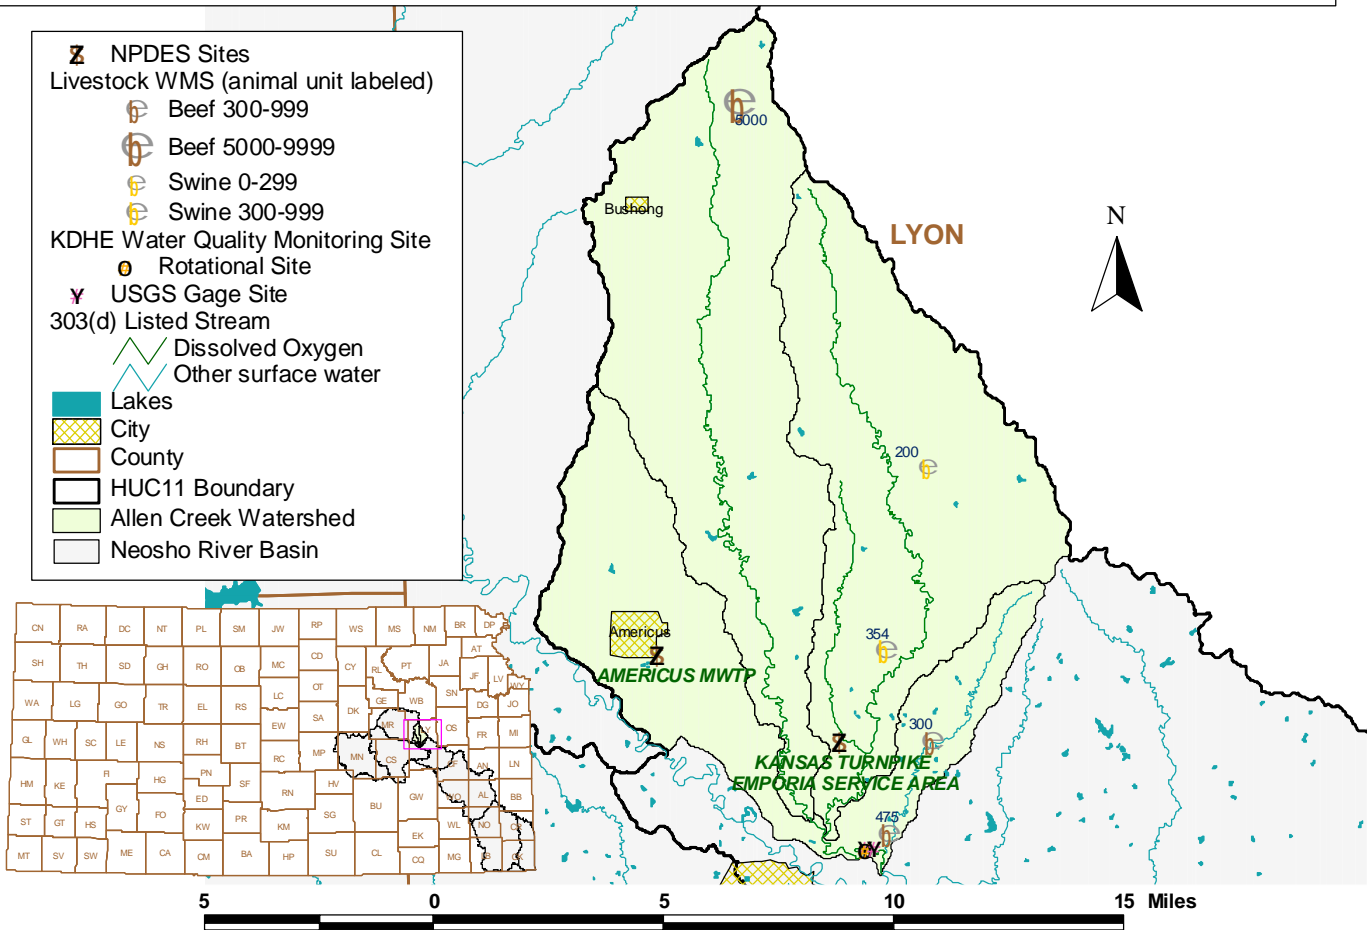 NPDES Sites
Livestock WMS (animal unit labeled)
Beef 300-999
Beef 5000-9999
Swine 0-299
Swine 300-999
KDHE Water Quality Monitoring Site
Rotational Site
USGS Gage Site
303(d) Listed Stream
Dissolved Oxygen
Other surface water
Lakes
City
County
HUC11 Boundary
Allen Creek Watershed
Neosho River Basin
5000
Bushong
LYON
N
200
Americus
AMERICUS MWTP
354
300
KANSAS TURNPIKE
EMPORIA SERVICE AREA
475
CN RA DC NT PL SM JW RP WS MS NM BR DP
SH TH SD GH RO OB MC CD CY RL PT JA AT
JF LV WY
WA LG GO TR EL RS LC OT DK GE WB SN DG JO
EW SA MR OS FR MI
GL WH SC LE NS RH BT RC MP MN CS AN LN
HM KE FI HG PN SF RN HV
GY ED BU GW AL BB
ST GT HS FO KW PR KM SG WL NO
EK
MT SV SW ME CA CM BA HP SU CL CQ MG
5 0 5 10 15 Miles